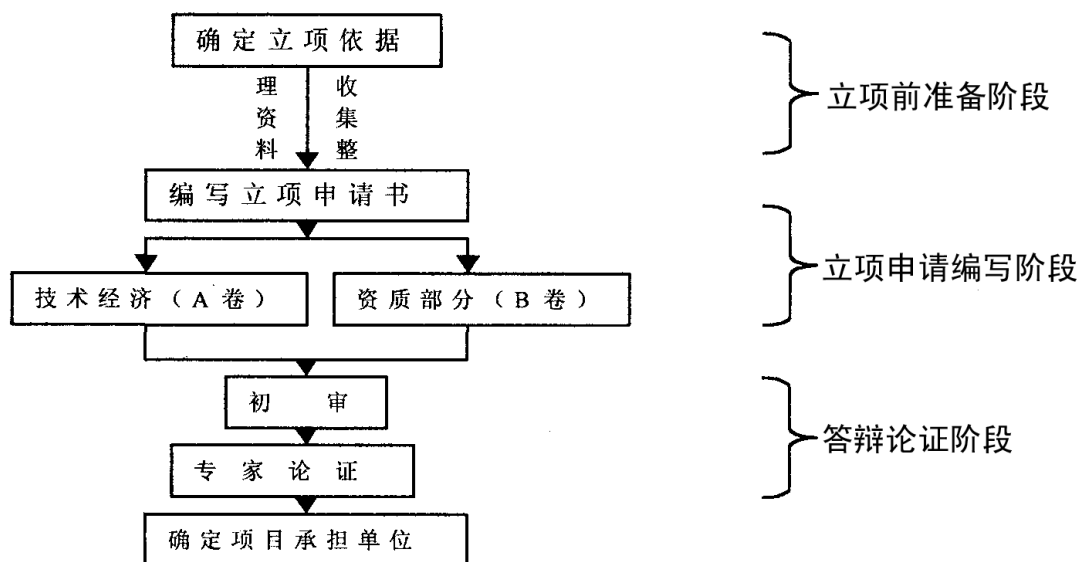 确定立项依据
立项前准备阶段
收集整
理资料
编写立项申请书
立项申请编写阶段
技术经济（A卷）
资质部分（B卷）
初 审
答辩论证阶段
专家论证
确定项目承担单位